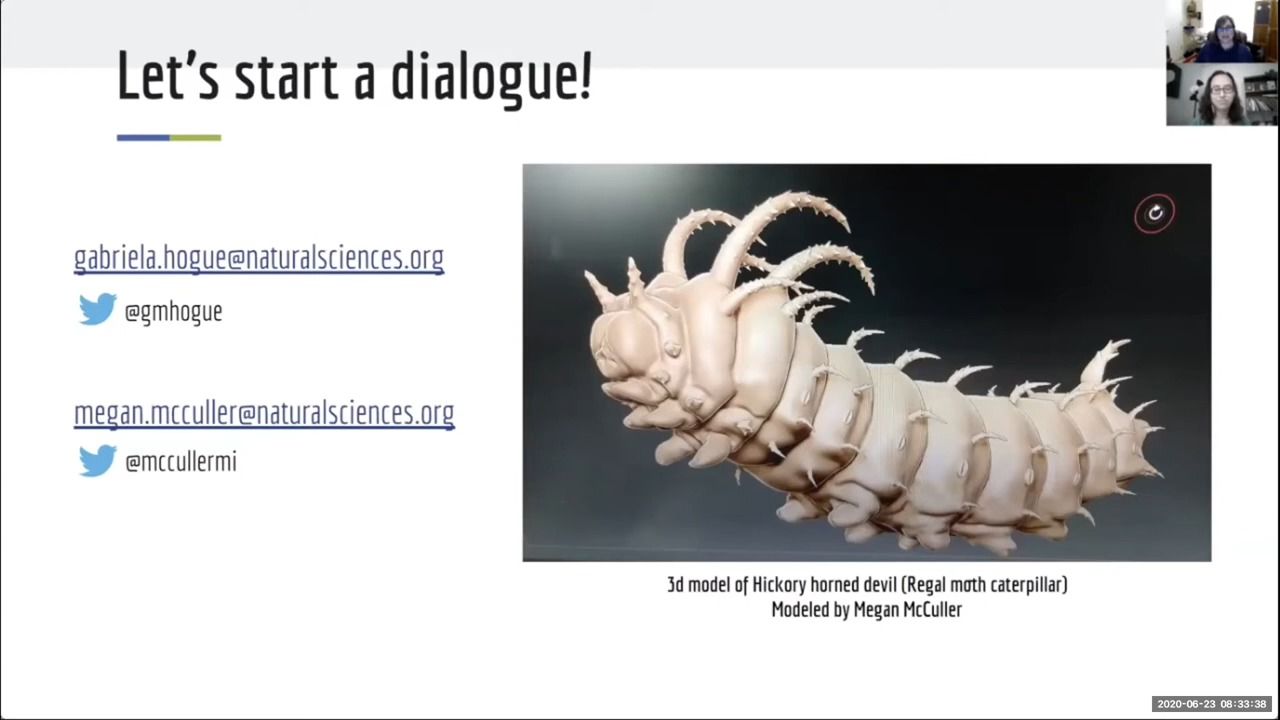 Let's start a dialogue!
gabriela.hogue@naturalsciences.org
@gmhogue
megan.mcculler@naturalsciences.org
@mccullermi
3d model of Hickory horned devil (Regal moth caterpillar)
Modeled by Megan McCuller
2020-06-23 08:33:38